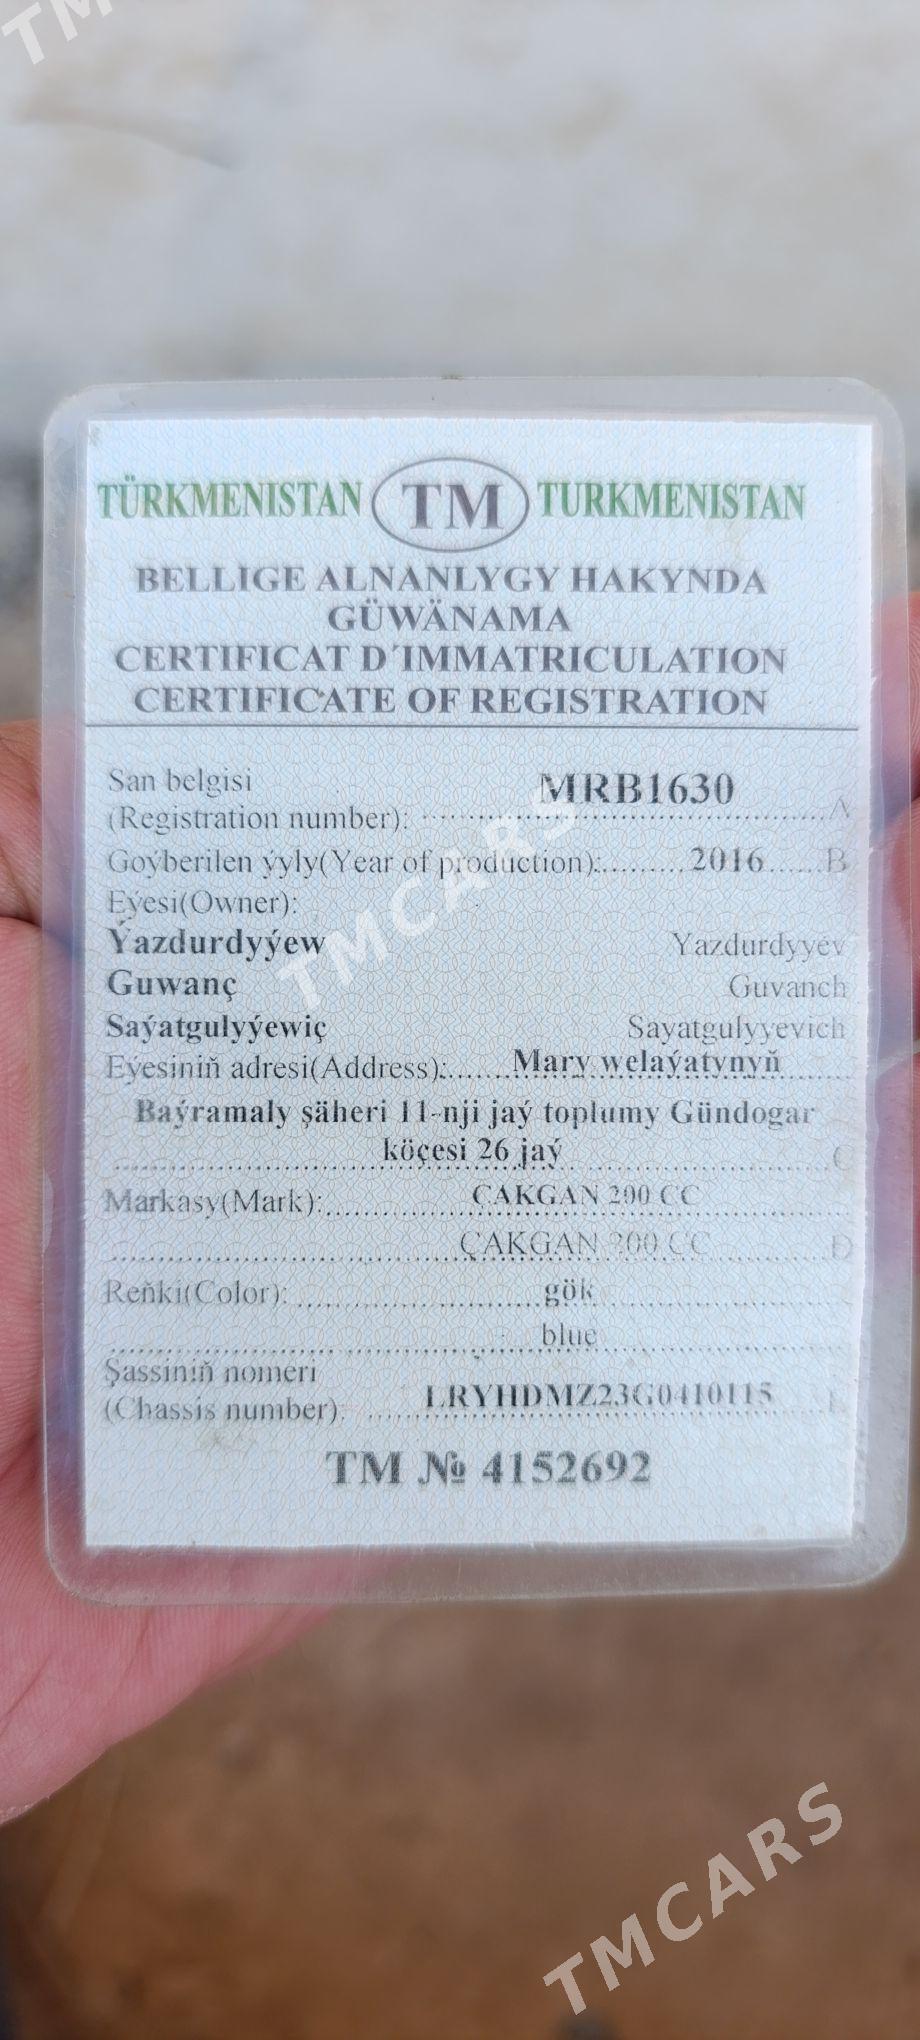 TM
TÜRKMENISTAN TM TURKMENISTAN
BELLIGE ALNANLYGY HAKYNDA
GÜWÄNAMA
CERTIFICAT D'IMMATRICULATION
CERTIFICATE OF REGISTRATION
San belgisi
(Registration number): MRB1630 A
Goýberilen ýyly(Year of production): 2016 B
Eýesi(Owner):
TMCARS
Ýazdurdyýew Yazdurdyyev
Guwanç Guvanch
Saýatgulyýewiç Sayatgulyyevich
Eýesiniň adresi(Address): Mary welaýatynyň
Baýramaly şäheri 11-nji jaý toplumy Gündogar
köçesi 26 jaý C
Markasy(Mark): ÇAKGAN 200 CC
ÇAKGAN 200 CC D
Reňki(Color): gök
blue
Şassiniň nomeri
(Chassis number): LRYHDMZ23G0410115 E
TM № 4152692
TMCARS